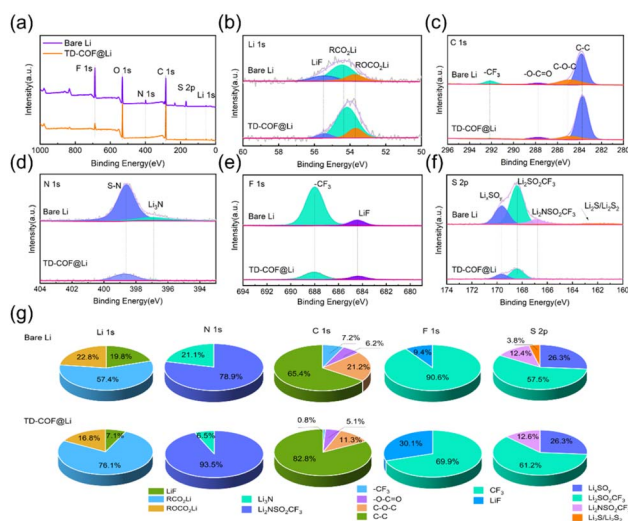 (a)
Bare Li
TD-COF@Li
F 1s
O 1s
C 1s
N 1s
S 2p
Li 1s
Intensity(a.u.)
1000 800 600 400 200 0
Binding Energy(eV)
(b)
Li 1s
RCO₂Li
LiF
ROCO₂Li
Bare Li
TD-COF@Li
Intensity(a.u.)
60 58 56 54 52 50
Binding Energy(eV)
(c)
C 1s
C-C
C-O-C
-O-C=O
-CF₃
Bare Li
TD-COF@Li
Intensity(a.u.)
296 294 292 290 288 286 284 282 280
Binding Energy(eV)
(d)
N 1s
S-N
Li₃N
Bare Li
TD-COF@Li
Intensity(a.u.)
404 402 400 398 396 394
Binding Energy(eV)
(e)
F 1s
-CF₃
LiF
Bare Li
TD-COF@Li
Intensity(a.u.)
694 692 690 688 686 684 682 680
Binding Energy(eV)
(f)
S 2p
Li₂SO₂CF₃
LiₓSOᵧ
Li₂NSO₂CF₃
Li₂S/Li₂S₂
Bare Li
TD-COF@Li
Intensity(a.u.)
174 172 170 168 166 164 162 160
Binding Energy(eV)
(g)
Li 1s N 1s C 1s F 1s S 2p
Bare Li
22.8% 19.8%
57.4%
21.1%
78.9%
7.2%
6.2%
21.2%
65.4%
9.4%
90.6%
3.8%
12.4% 26.3%
57.5%
TD-COF@Li
16.8% 7.1%
76.1%
6.5%
93.5%
0.8% 5.1%
11.3%
82.8%
30.1%
69.9%
12.6% 26.3%
61.2%
LiF
RCO₂Li
ROCO₂Li
Li₃N
Li₂NSO₂CF₃
-CF₃
-O-C=O
C-O-C
C-C
CF₃
LiF
Li₂SO₂CF₃
Li₂NSO₂CF
Li₂S/Li₂S₂